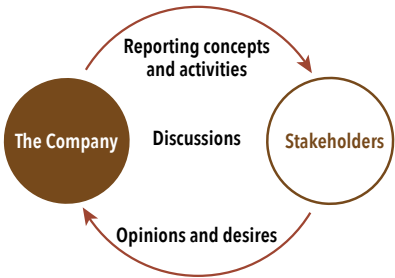 Reporting concepts
and activities
The Company
Discussions
Stakeholders
Opinions and desires